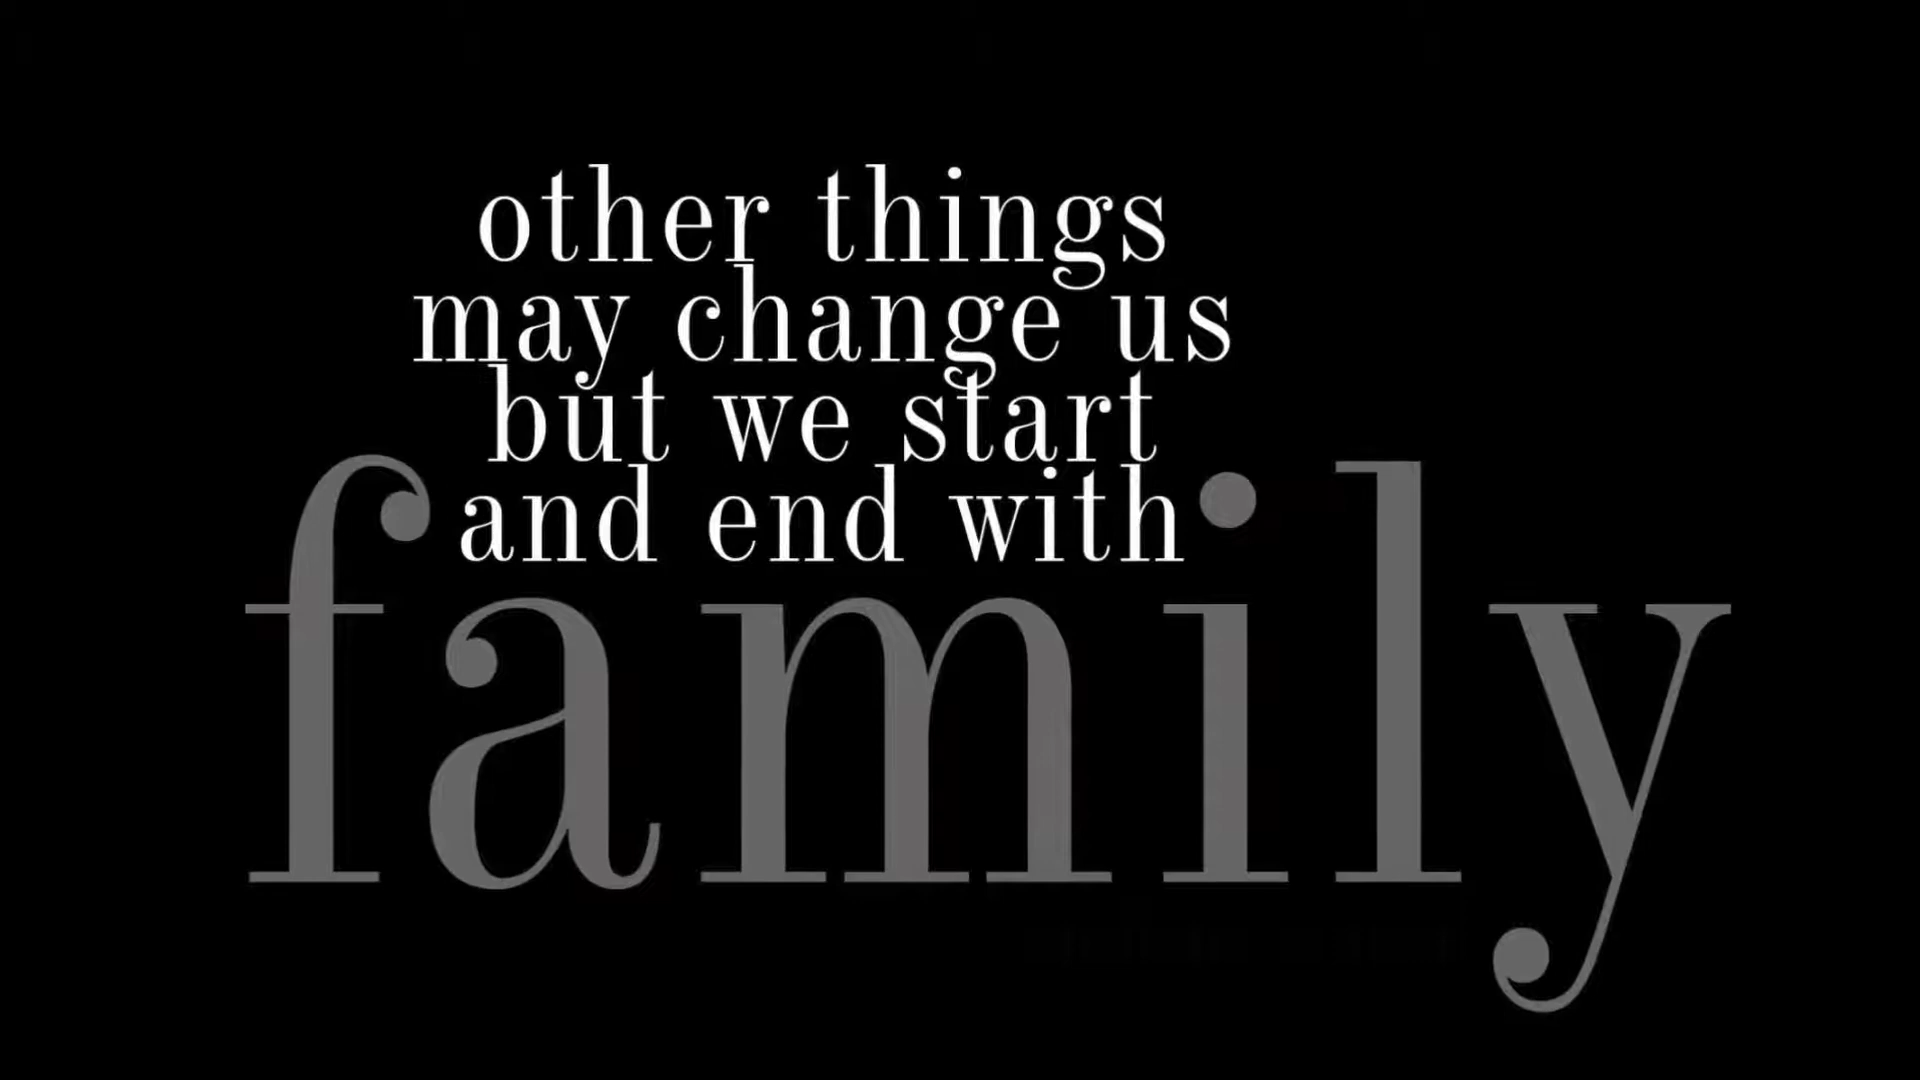 other things
may change us
but we start
and end with
family